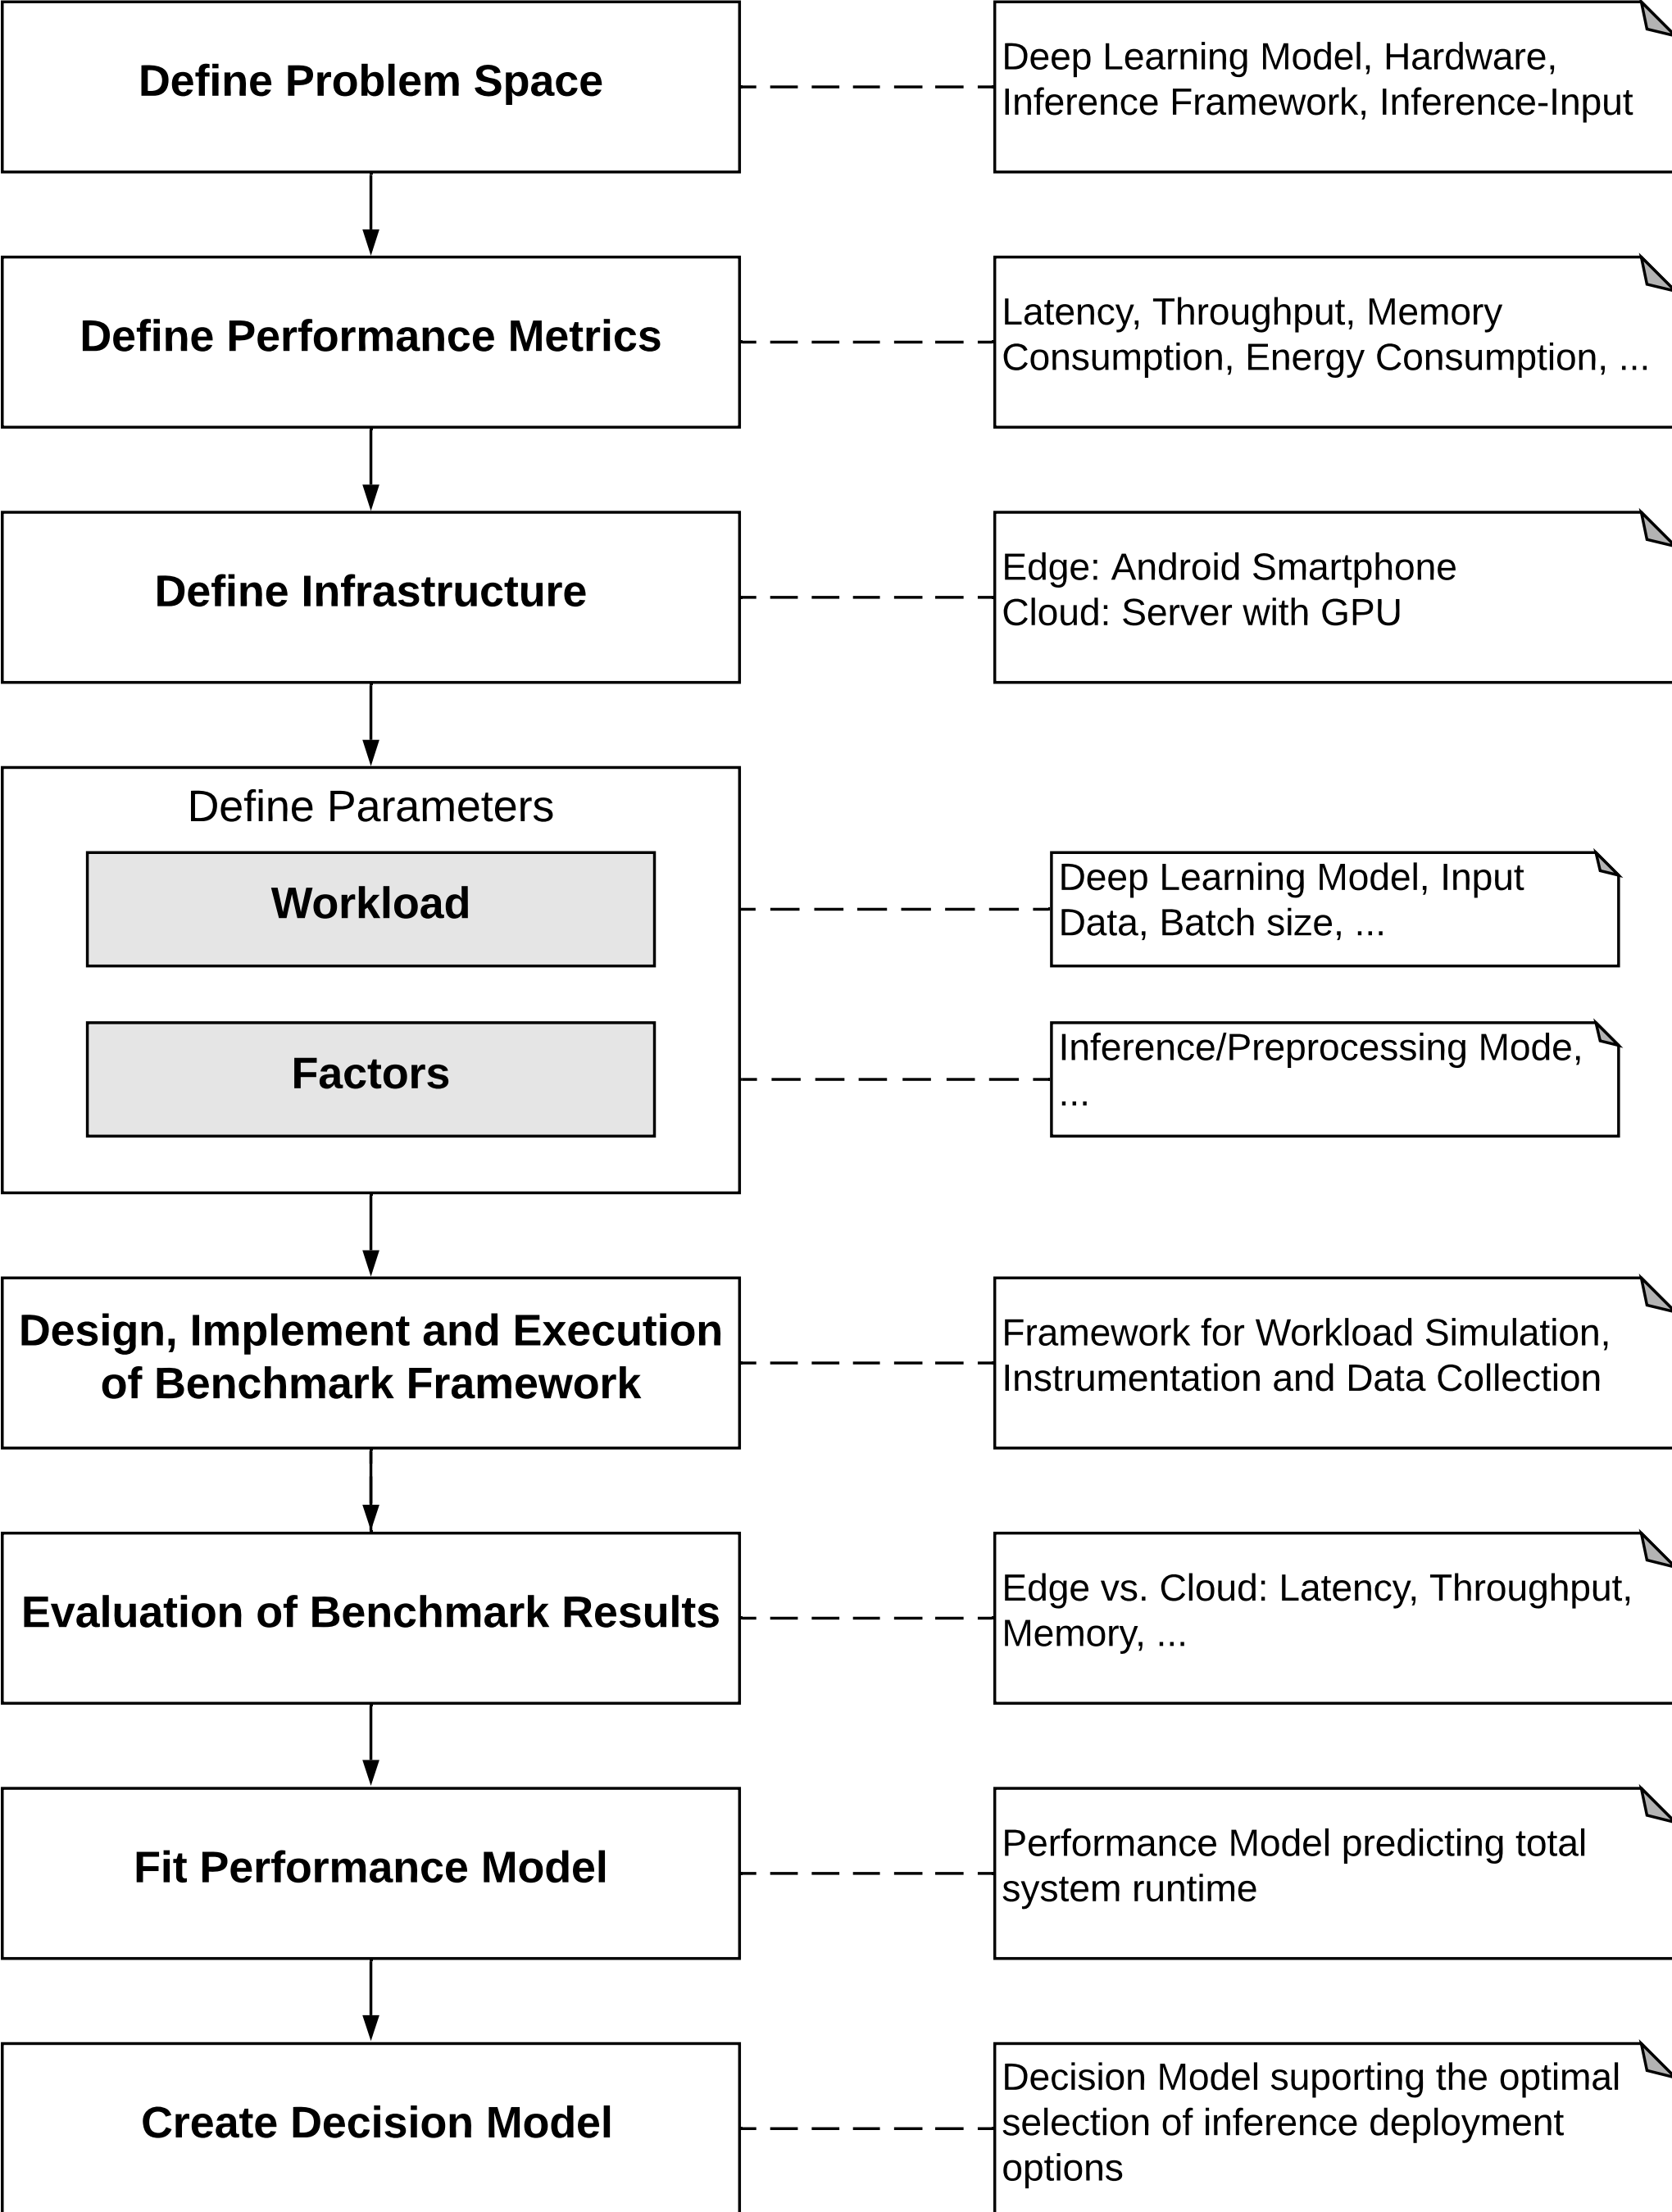 Define Problem Space
Deep Learning Model, Hardware,
Inference Framework, Inference-Input
Define Performance Metrics
Latency, Throughput, Memory
Consumption, Energy Consumption, ...
Define Infrastructure
Edge: Android Smartphone
Cloud: Server with GPU
Define Parameters
Workload
Deep Learning Model, Input
Data, Batch size, ...
Factors
Inference/Preprocessing Mode,
...
Design, Implement and Execution
of Benchmark Framework
Framework for Workload Simulation,
Instrumentation and Data Collection
Evaluation of Benchmark Results
Edge vs. Cloud: Latency, Throughput,
Memory, ...
Fit Performance Model
Performance Model predicting total
system runtime
Create Decision Model
Decision Model suporting the optimal
selection of inference deployment
options